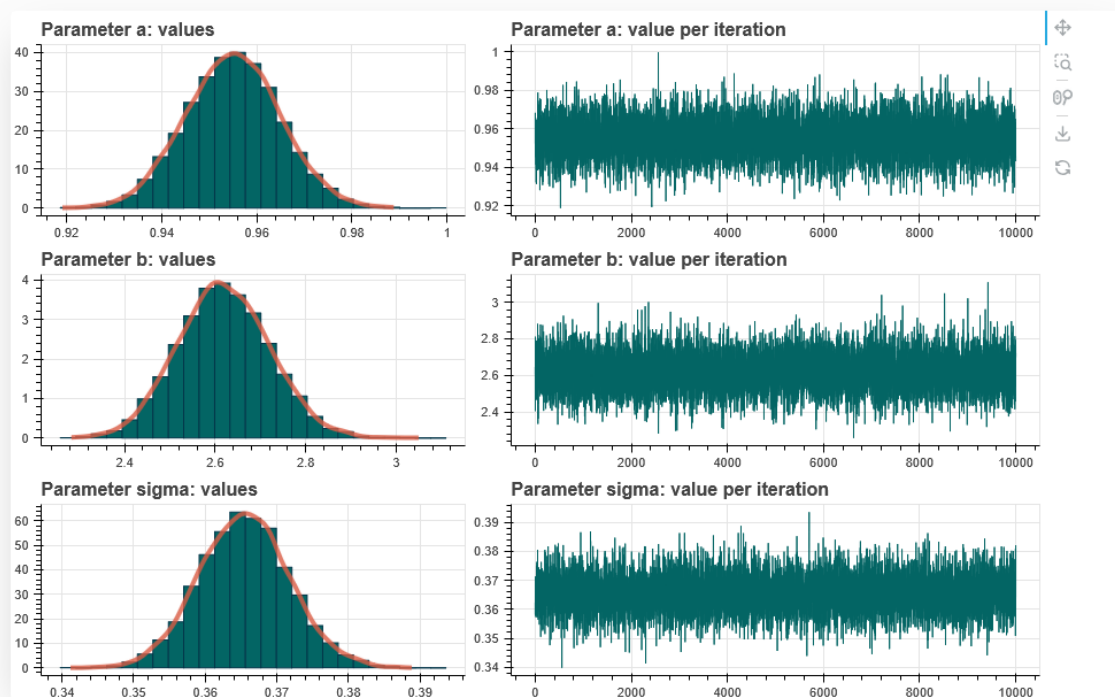 Parameter a: values
40
30
20
10
0
0.92 0.94 0.96 0.98 1
Parameter a: value per iteration
1
0.98
0.96
0.94
0.92
0 2000 4000 6000 8000 10000
Parameter b: values
4
3
2
1
0
2.4 2.6 2.8 3
Parameter b: value per iteration
3
2.8
2.6
2.4
0 2000 4000 6000 8000 10000
Parameter sigma: values
60
50
40
30
20
10
0
0.34 0.35 0.36 0.37 0.38 0.39
Parameter sigma: value per iteration
0.39
0.38
0.37
0.36
0.35
0.34
0 2000 4000 6000 8000 10000